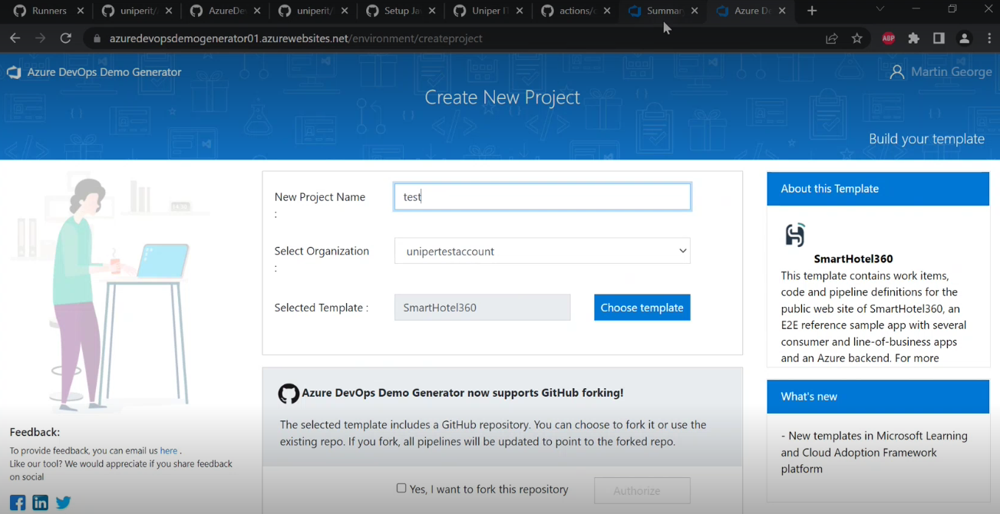 Runners
uniperit/
AzureDev
uniperit/
Setup Ja
Uniper I
actions/c
Summar
Azure De
azuredevopsdemogenerator01.azurewebsites.net/environment/createproject
ABP
Azure DevOps Demo Generator
Martin George
Create New Project
Build your template
New Project Name
:
test
Select Organization
:
unipertestaccount
Selected Template :
SmartHotel360
Choose template
About this Template
SmartHotel360
This template contains work items,
code and pipeline definitions for the
public web site of SmartHotel360, an
E2E reference sample app with several
consumer and line-of-business apps
and an Azure backend. For more
Azure DevOps Demo Generator now supports GitHub forking!
The selected template includes a GitHub repository. You can choose to fork it or use the
existing repo. If you fork, all pipelines will be updated to point to the forked repo.
Yes, I want to fork this repository
Authorize
What's new
- New templates in Microsoft Learning
and Cloud Adoption Framework
platform
Feedback:
To provide feedback, you can email us here .
Like our tool? We would appreciate if you share feedback
on social